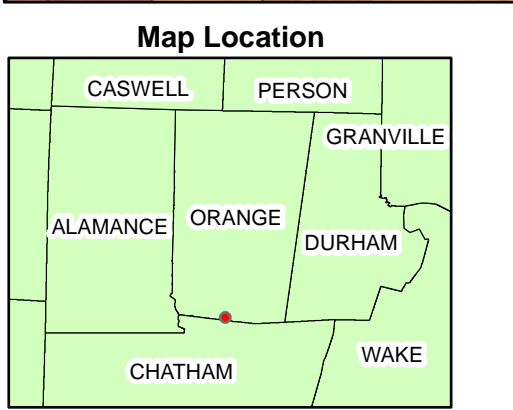 Map Location
CASWELL
PERSON
GRANVILLE
ALAMANCE
ORANGE
DURHAM
WAKE
CHATHAM